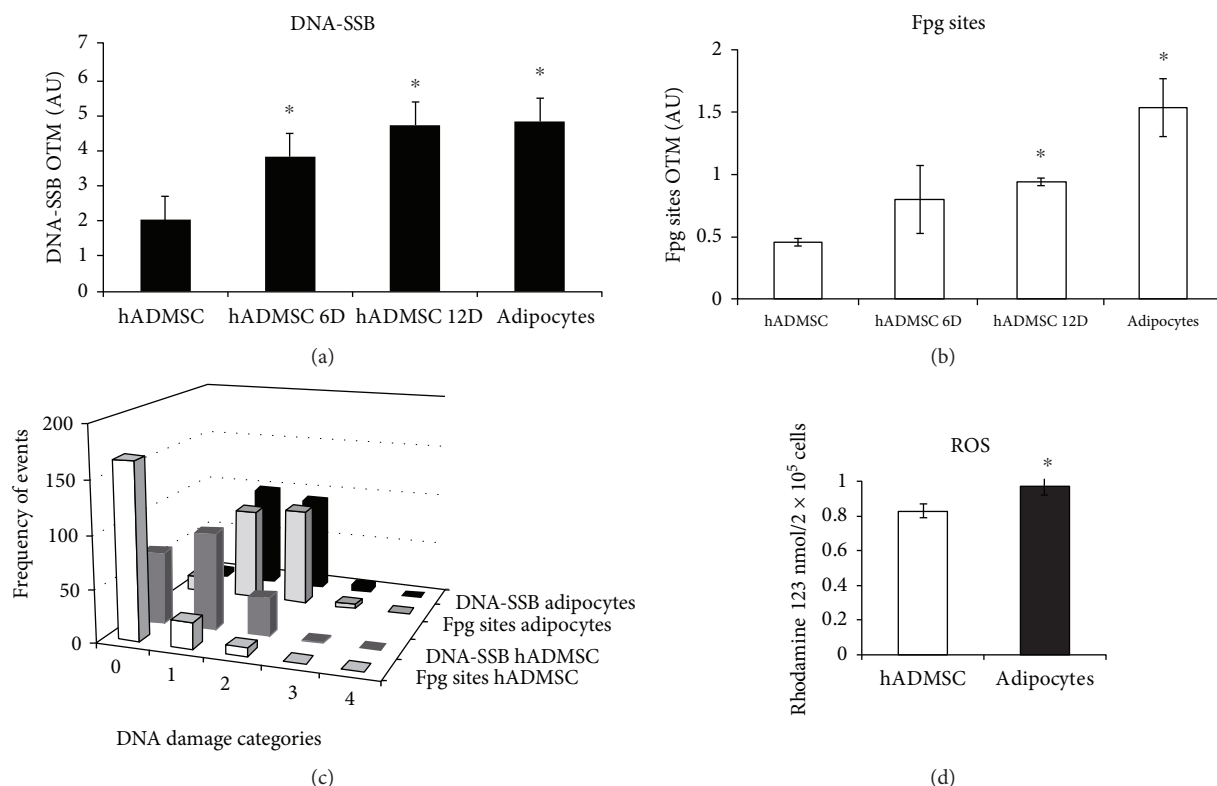 DNA-SSB
DNA-SSB OTM (AU)
7
6
5
4
3
2
1
0
*
*
*
hADMSC
hADMSC 6D
hADMSC 12D
Adipocytes
(a)
Fpg sites
Fpg sites OTM (AU)
2
1.5
1
0.5
0
*
*
hADMSC
hADMSC 6D
hADMSC 12D
Adipocytes
(b)
Frequency of events
200
150
100
50
0
0
1
2
3
4
DNA-SSB adipocytes
Fpg sites adipocytes
DNA-SSB hADMSC
Fpg sites hADMSC
DNA damage categories
(c)
ROS
Rhodamine 123 nmol/2 × 10⁵ cells
1
0.8
0.6
0.4
0.2
0
*
hADMSC
Adipocytes
(d)